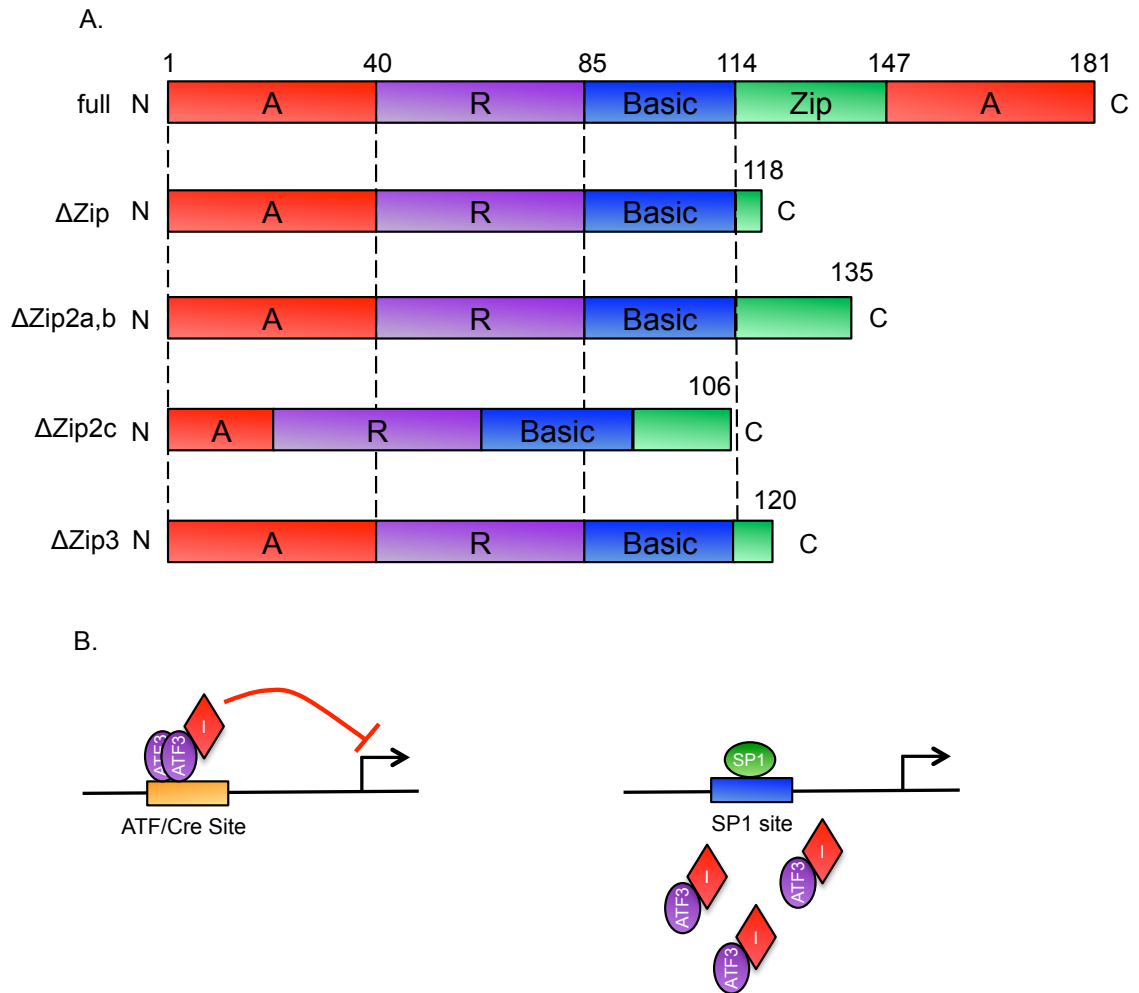 A.
1 40 85 114 147 181
full N A R Basic Zip A C
118
ΔZip N A R Basic C
135
ΔZip2a,b N A R Basic C
106
ΔZip2c N A R Basic C
120
ΔZip3 N A R Basic C
B.
I
ATF3 ATF3
ATF/Cre Site
SP1
SP1 site
I
ATF3
I
ATF3
I
ATF3